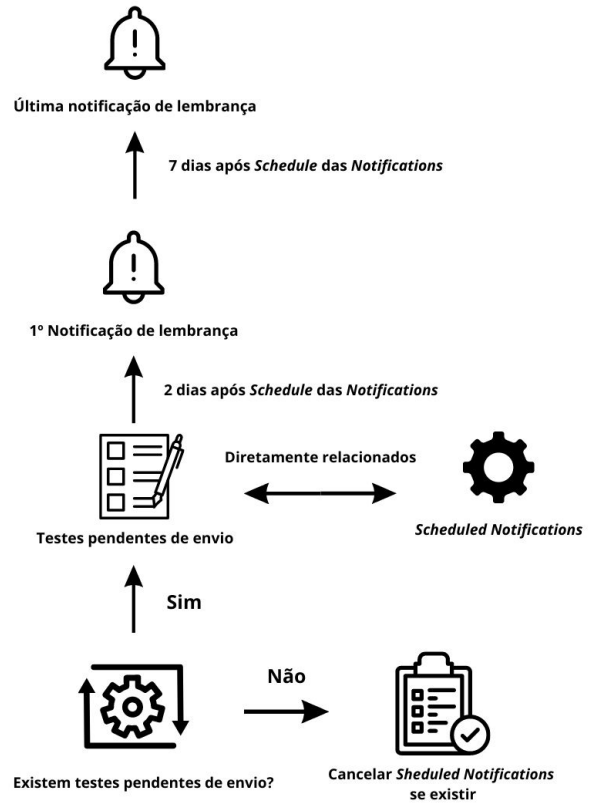 Última notificação de lembrança
7 dias após Schedule das Notifications
1º Notificação de lembrança
2 dias após Schedule das Notifications
Diretamente relacionados
Scheduled Notifications
Testes pendentes de envio
Sim
Não
Existem testes pendentes de envio?
Cancelar Sheduled Notifications
se existir